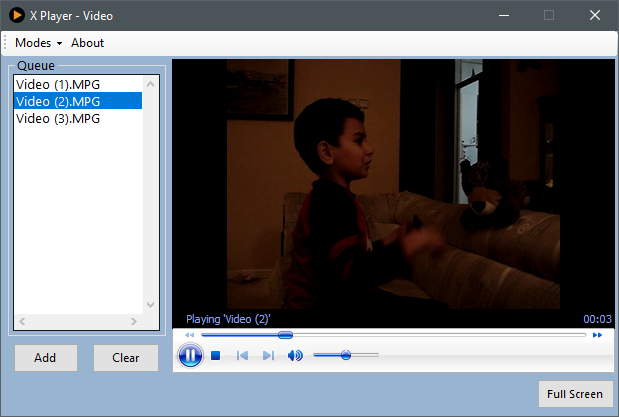 X Player - Video
Modes About
Queue
Video (1).MPG
Video (2).MPG
Video (3).MPG
Playing 'Video (2)' 00:03
Add Clear
Full Screen